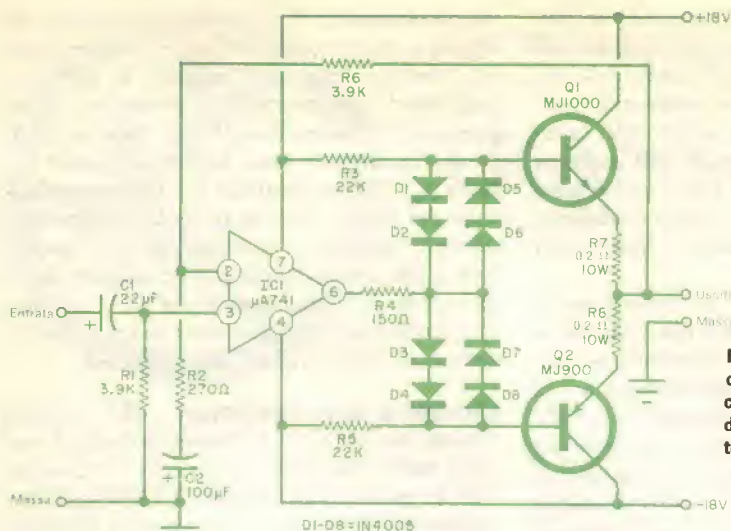 +18V
R6
3.9K
Q1
MJ1000
R3
22K
D1
D5
D2
D6
R7
0.2 Ω
10W
7
2
IC1
µA741
6
3
4
R4
150Ω
C1
22µF
+
Entrata
Uscit
Mass
0.2 Ω
10W
D3
D7
D4
D8
Q2
MJ900
R1
3.9K
R2
270Ω
R5
22K
+
C2
100µF
Massa
-18V
D1-D8=1N4005